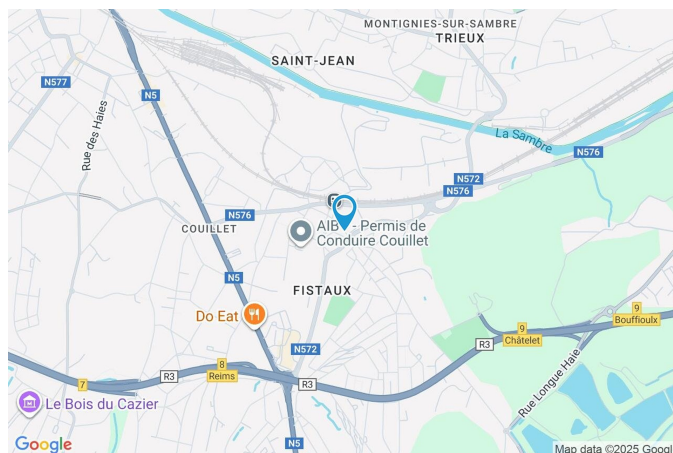 MONTIGNIES-SUR-SAMBRE
TRIEUX
SAINT-JEAN
N577
N5
Rue des Haies
La Sambre
N576
N572
N576
N576
COUILLET
Permis de
Conduire Couillet
N5
FISTAUX
Do Eat
9
Bouffioulx
9
Châtelet
R3
R3
N572
8
Reims
R3
R3
7
Rue Longue Haie
Le Bois du Cazier
N5
Google
Map data ©2025 Googl